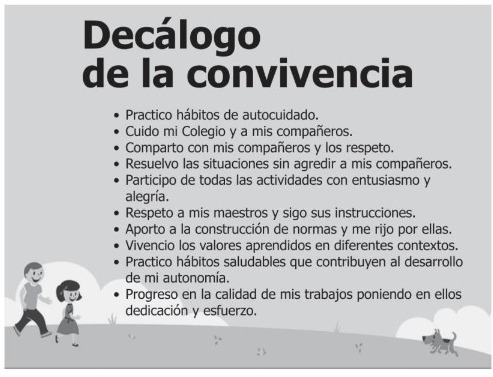 Decálogo
de la convivencia
• Practico hábitos de autocuidado.
• Cuido mi Colegio y a mis compañeros.
• Comparto con mis compañeros y los respeto.
• Resuelvo las situaciones sin agredir a mis compañeros.
• Participo de todas las actividades con entusiasmo y
alegría.
• Respeto a mis maestros y sigo sus instrucciones.
• Aporto a la construcción de normas y me rijo por ellas.
• Vivencio los valores aprendidos en diferentes contextos.
• Practico hábitos saludables que contribuyen al desarrollo
de mi autonomía.
• Progreso en la calidad de mis trabajos poniendo en ellos
dedicación y esfuerzo.